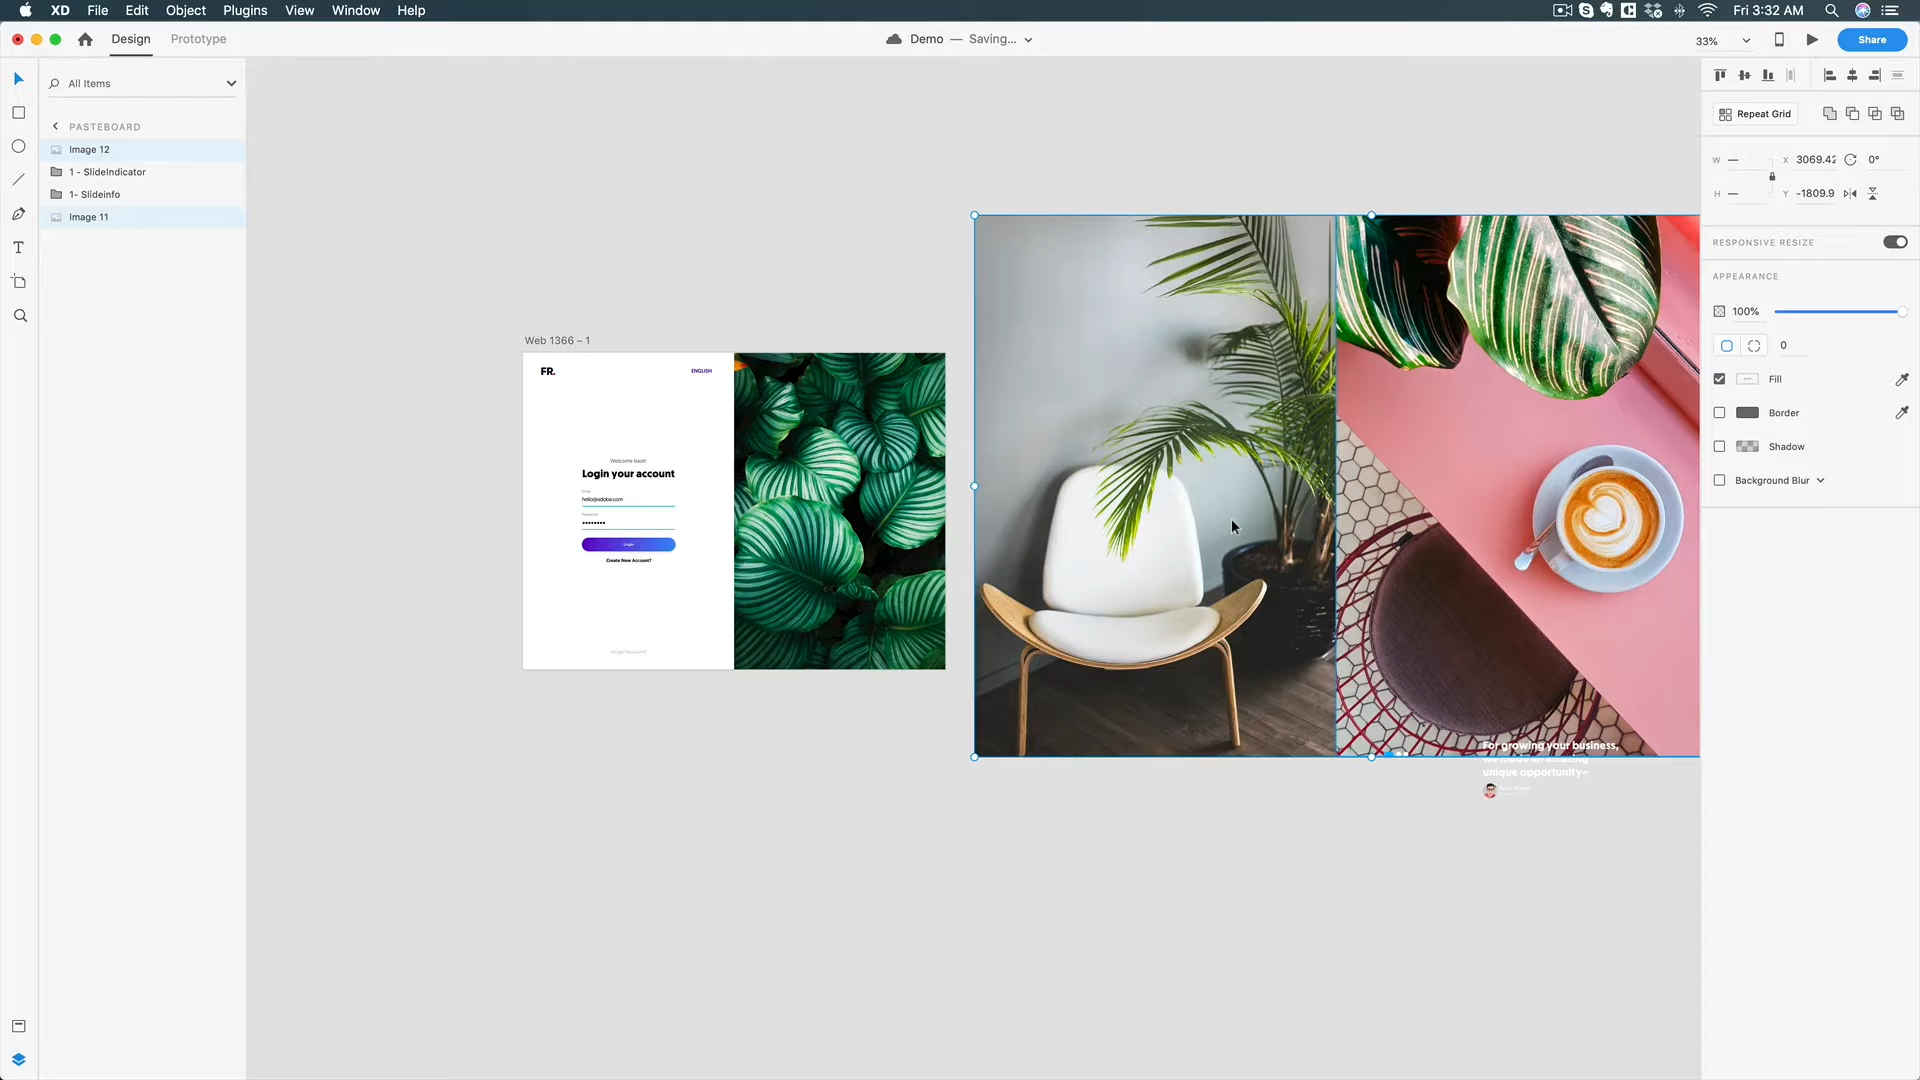 XD File Edit Object Plugins View Window Help
Fri 3:32 AM
Design Prototype
Demo — Saving...
33%
Share
All Items
PASTEBOARD
Image 12
1 - SlideIndicator
1- Slideinfo
Image 11
Repeat Grid
W — X 3069.42 0°
H — Y -1809.9
RESPONSIVE RESIZE
APPEARANCE
100%
0
Fill
Border
Shadow
Background Blur
Web 1366 – 1
FR. ENGLISH
Welcome back!
Login your account
Email
hello@adobe.com
Password
Login
Create New Account?
Forgot Password?
For growing your business,
we made an amazing
unique opportunity–